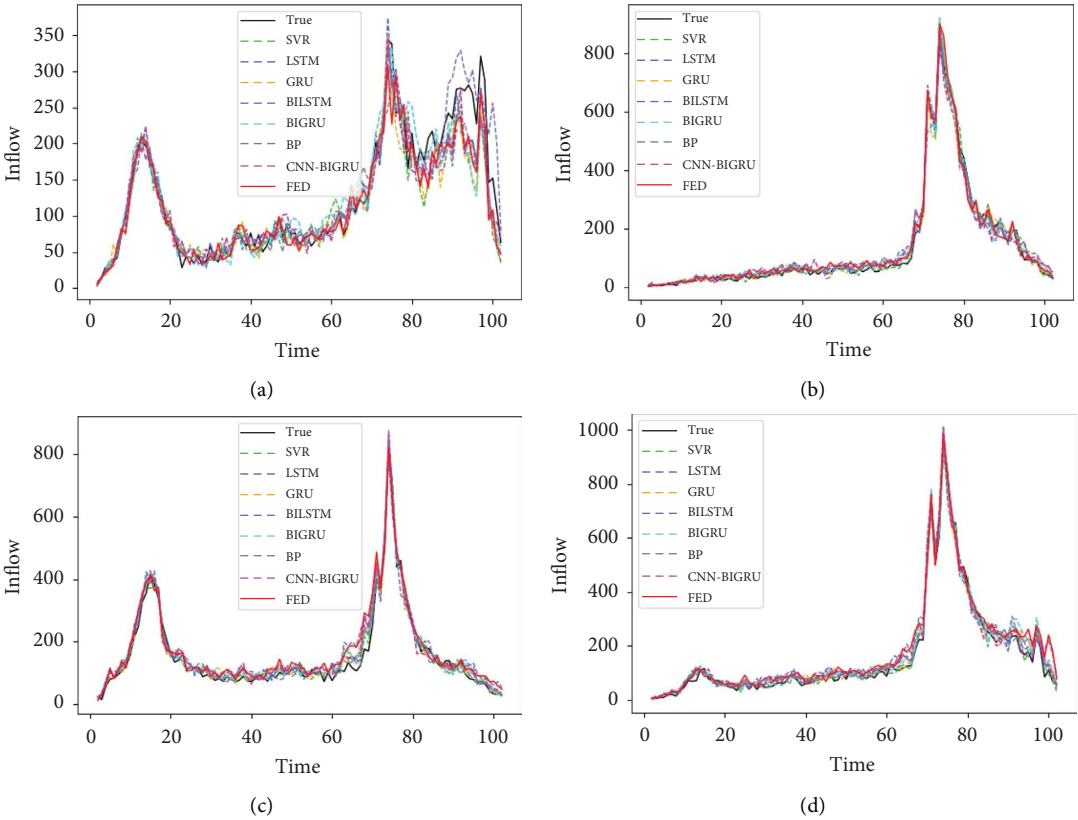 350
300
250
200
150
100
50
0
Inflow
True
SVR
LSTM
GRU
BILSTM
BIGRU
BP
CNN-BIGRU
FED
0 20 40 60 80 100
Time
(a)
800
600
400
200
0
Inflow
True
SVR
LSTM
GRU
BILSTM
BIGRU
BP
CNN-BIGRU
FED
0 20 40 60 80 100
Time
(b)
800
600
400
200
0
Inflow
True
SVR
LSTM
GRU
BILSTM
BIGRU
BP
CNN-BIGRU
FED
0 20 40 60 80 100
Time
(c)
1000
800
600
400
200
0
Inflow
True
SVR
LSTM
GRU
BILSTM
BIGRU
BP
CNN-BIGRU
FED
0 20 40 60 80 100
Time
(d)